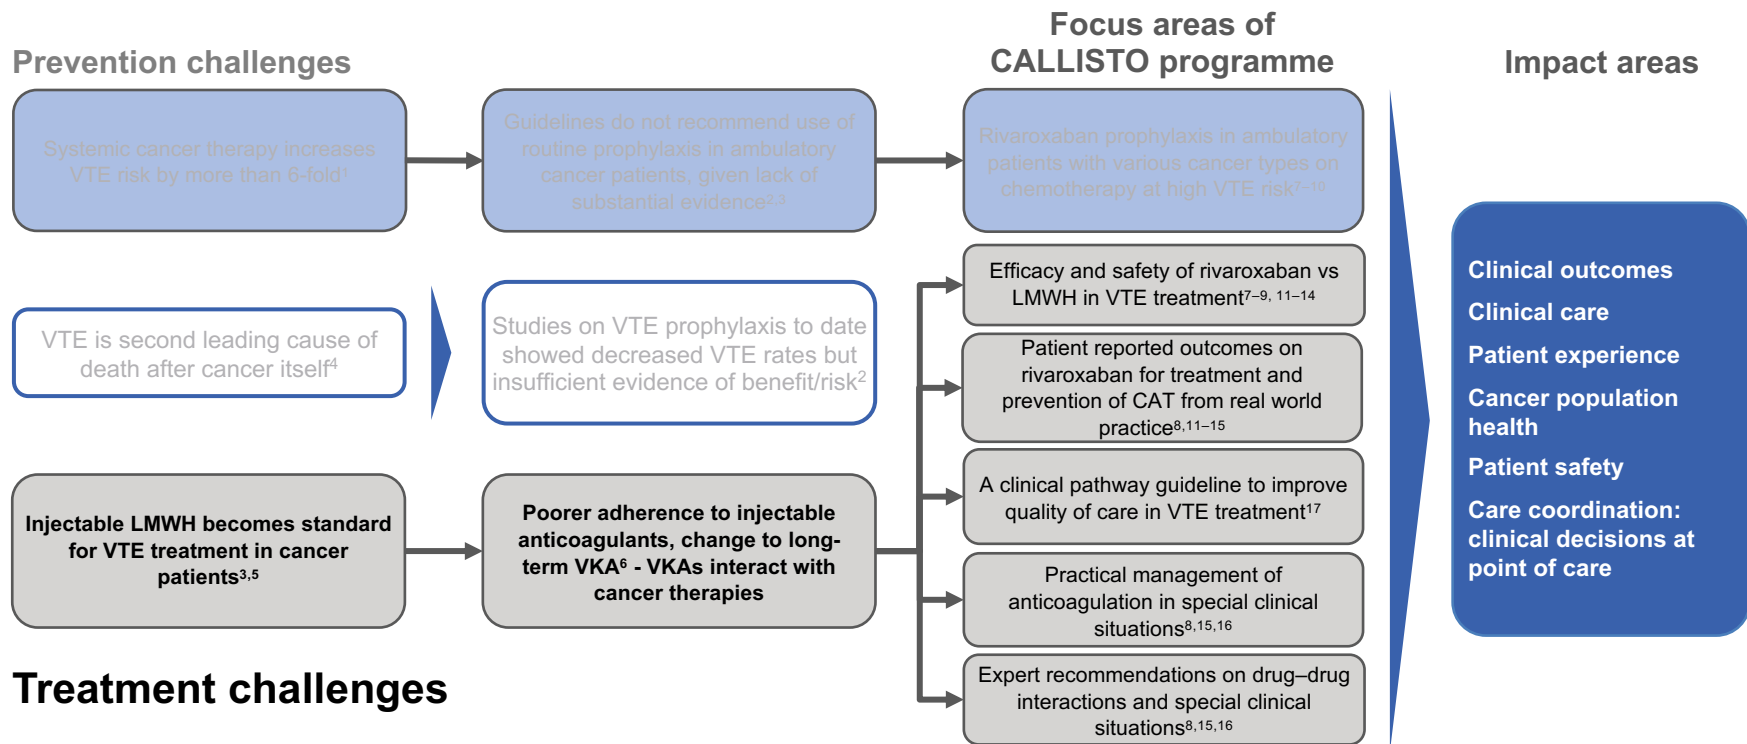 Prevention challenges
Focus areas of
CALLISTO programme
Impact areas
Systemic cancer therapy increases
VTE risk by more than 6-fold¹
Guidelines do not recommend use of
routine prophylaxis in ambulatory
cancer patients, given lack of
substantial evidence²,³
Rivaroxaban prophylaxis in ambulatory
patients with various cancer types on
chemotherapy at high VTE risk⁷⁻¹⁰
VTE is second leading cause of
death after cancer itself⁴
Studies on VTE prophylaxis to date
showed decreased VTE rates but
insufficient evidence of benefit/risk²
Efficacy and safety of rivaroxaban vs
LMWH in VTE treatment⁷⁻⁹, ¹¹⁻¹⁴
Patient reported outcomes on
rivaroxaban for treatment and
prevention of CAT from real world
practice⁸,¹¹⁻¹⁵
Injectable LMWH becomes standard
for VTE treatment in cancer
patients³,⁵
Poorer adherence to injectable
anticoagulants, change to long-
term VKA⁶ - VKAs interact with
cancer therapies
A clinical pathway guideline to improve
quality of care in VTE treatment¹⁷
Practical management of
anticoagulation in special clinical
situations⁸,¹⁵,¹⁶
Expert recommendations on drug–drug
interactions and special clinical
situations⁸,¹⁵,¹⁶
Clinical outcomes
Clinical care
Patient experience
Cancer population
health
Patient safety
Care coordination:
clinical decisions at
point of care
Treatment challenges